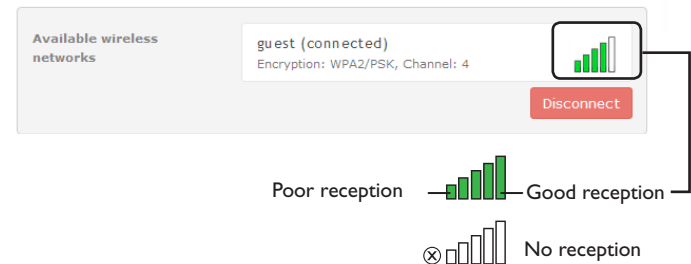 Available wireless
networks
guest (connected)
Encryption: WPA2/PSK, Channel: 4
Disconnect
Poor reception
Good reception
No reception